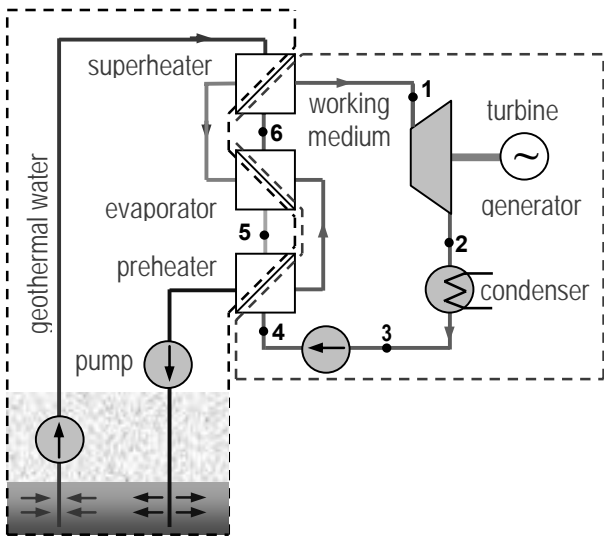 superheater
1
working
medium
turbine
~
6
geothermal water
evaporator
generator
5
2
preheater
condenser
4
3
pump